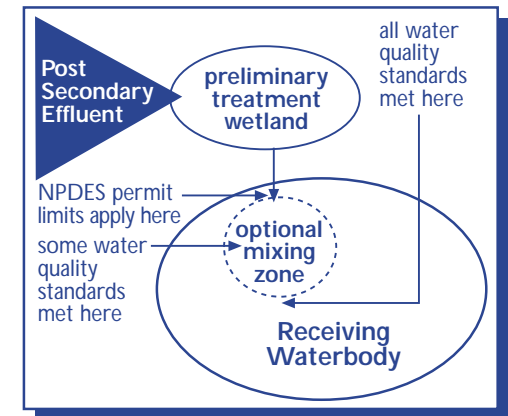 Post
Secondary
Effluent
preliminary
treatment
wetland
all water
quality
standards
met here
NPDES permit
limits apply here
some water
quality
standards
met here
optional
mixing
zone
Receiving
Waterbody